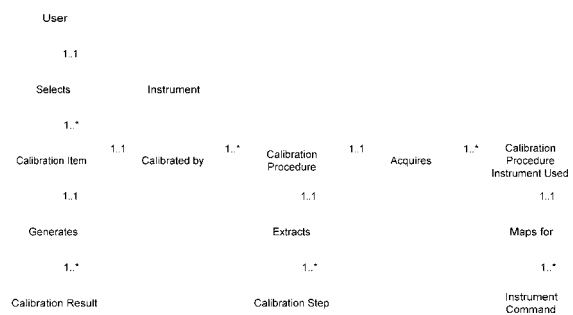 User
1..1
Selects Instrument
1..*
1..1 1..* 1..1 1..*
Calibration Item Calibrated by Calibration
Procedure Acquires Calibration
Procedure
Instrument Used
1..1 1..1 1..1
Generates Extracts Maps for
1..* 1..* 1..*
Calibration Result Calibration Step Instrument
Command